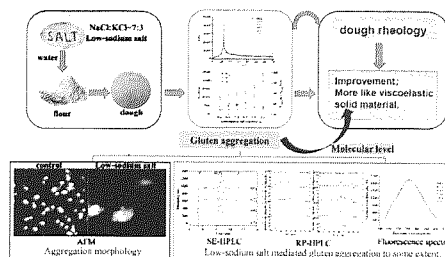 SALT
NaCl:KCl=7:3
Low-sodium salt
water
flour
dough
dough rheology
Improvement;
More like viscoelastic
solid material.
Gluten aggregation
Molecular level
control
Low-sodium salt
AFM
Aggregation morphology
SE-HPLC
RP-HPLC
Fluorescence spectra
Low-sodium salt mediated gluten aggregation to some extent